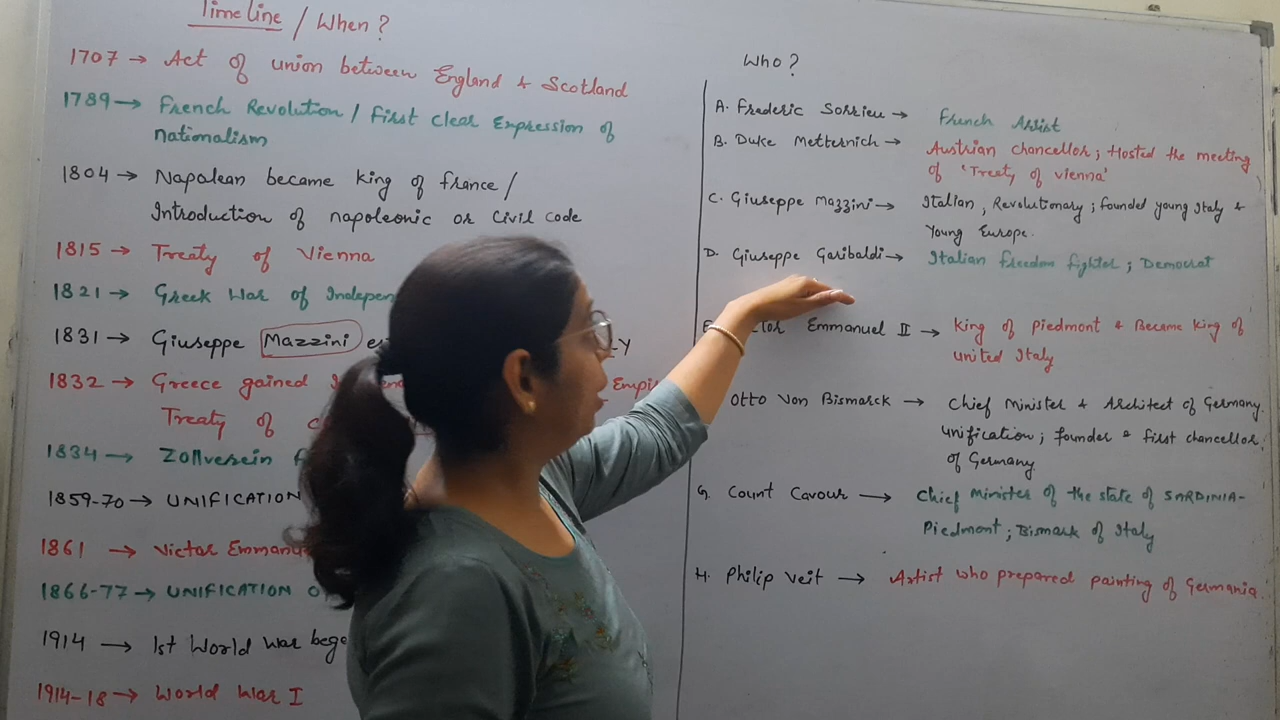 Timeline / When?
1707 → Act of union between England & Scotland
1789 → French Revolution / First Clear Expression of
nationalism
1804 → Napolean became King of france /
Introduction of napoleonic or Civil code
1815 → Treaty of Vienna
1821 → Greek War of Indepen
1831 → Giuseppe Mazzini
1832 → Greece gained
Treaty of
1834 → Zollverein
1859-70 → UNIFICATION
1861 → Victor Emmanu
1866-77 → UNIFICATION
1914 → 1st World War bega
1914-18 → World War I
Who?
A. Frederic Sorrieu → French Artist
B. Duke Metternich → Austrian chancellor; Hosted the meeting
of 'Treaty of vienna'
C. Giuseppe Mazzini → Italian, Revolutionary; founded young Italy &
Young Europe.
D. Giuseppe Garibaldi → Italian freedom fighter; Democrat
Emmanuel II → King of Piedmont & Became King of
united Italy
Otto Von Bismarck → Chief Minister & Architect of Germany
unification; founder & first chancellor
of Germany
G. Count Cavour → Chief Minister of the state of SARDINIA-
Piedmont; Bismark of Italy
H. Philip Veit → Artist who prepared painting of Germania.